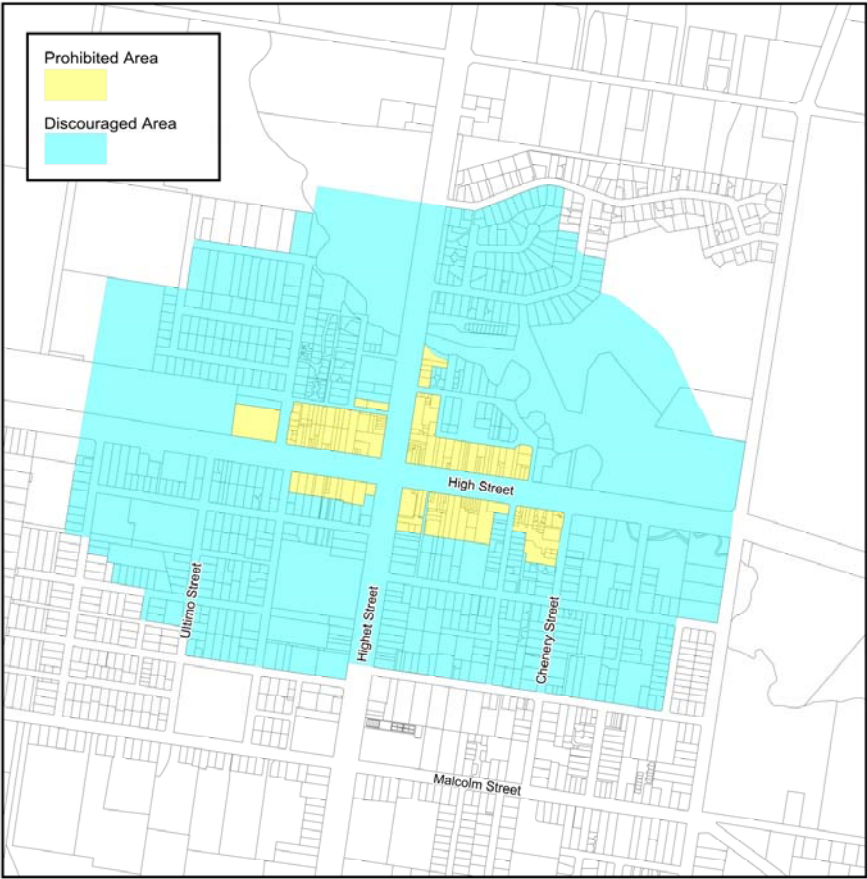 Prohibited Area
Discouraged Area
High Street
Ultimo Street
Highet Street
Chenery Street
Malcolm Street